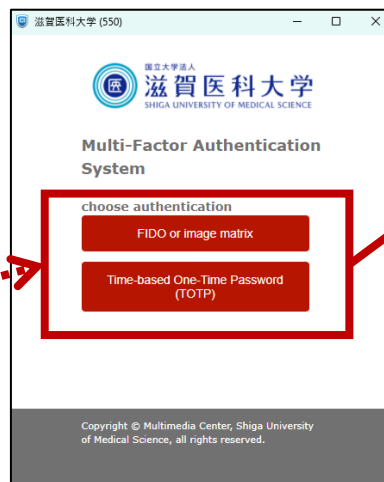 滋賀医科大学 (550)
国立大学法人
滋賀医科大学
SHIGA UNIVERSITY OF MEDICAL SCIENCE
Multi-Factor Authentication
System
choose authentication
FIDO or image matrix
Time-based One-Time Password
(TOTP)
Copyright © Multimedia Center, Shiga University
of Medical Science, all rights reserved.